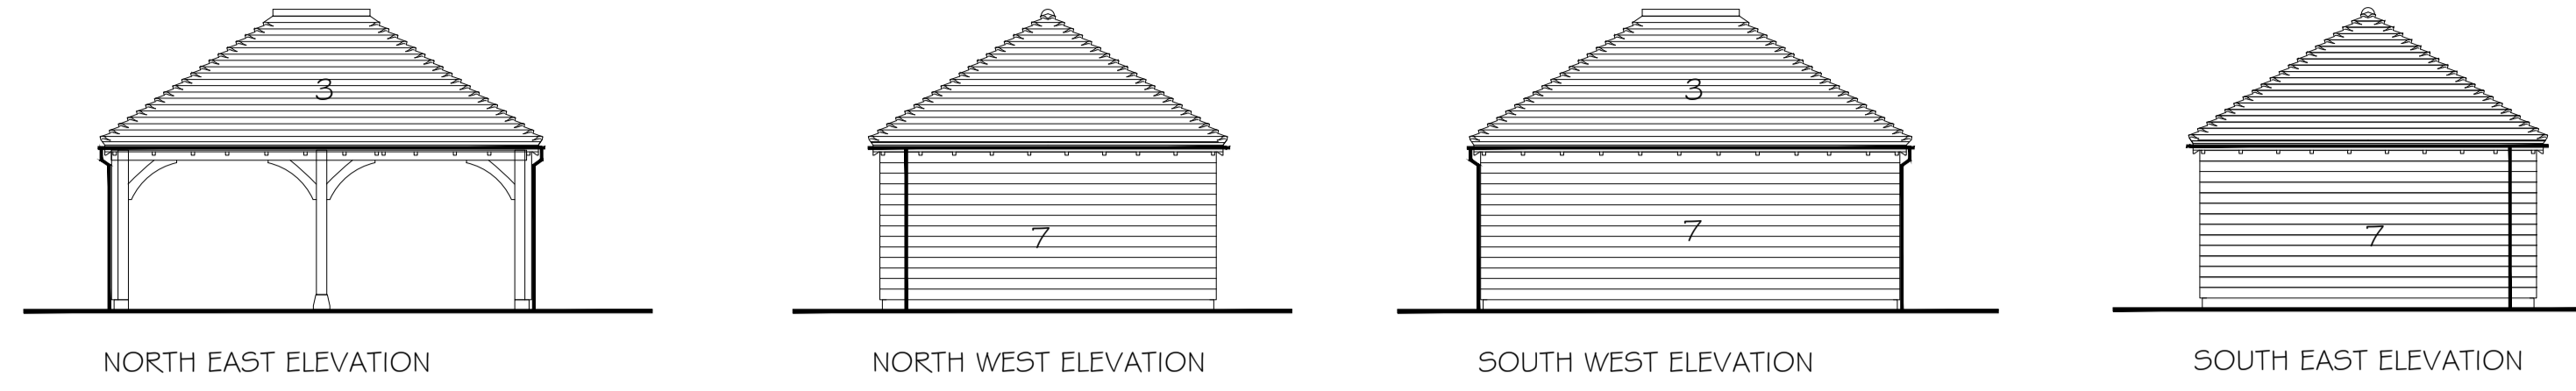 3
3
7
7
7
NORTH EAST ELEVATION
NORTH WEST ELEVATION
SOUTH WEST ELEVATION
SOUTH EAST ELEVATION